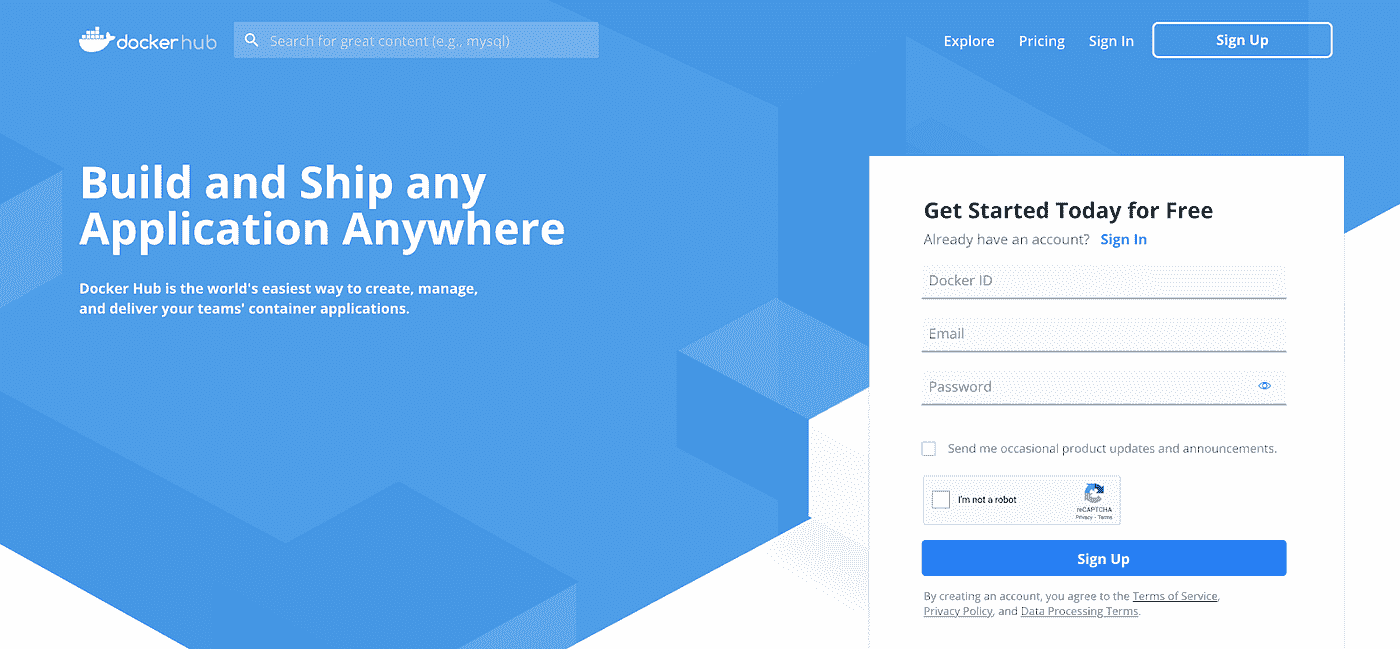 docker hub
Search for great content (e.g., mysql)
Explore
Pricing
Sign In
Sign Up
Build and Ship any
Application Anywhere
Docker Hub is the world's easiest way to create, manage,
and deliver your teams' container applications.
Get Started Today for Free
Already have an account? Sign In
Docker ID
Email
Password
Send me occasional product updates and announcements.
I'm not a robot
reCAPTCHA
Privacy - Terms
Sign Up
By creating an account, you agree to the Terms of Service,
Privacy Policy, and Data Processing Terms.